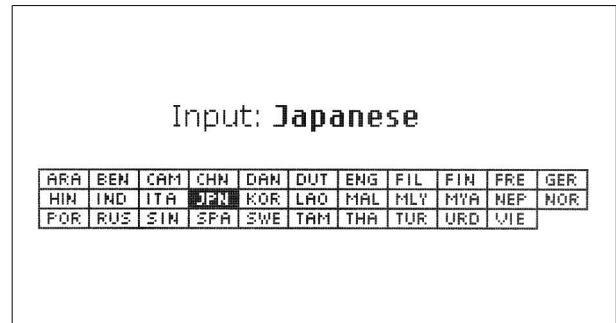 Input: Japanese
ARA BEN CAM CHN DAN DUT ENG FIL FIN FRE GER
HIN IND ITA JPN KOR LAO MAL MLY MYA NEP NOR
POR RUS SIN SPA SWE TAM THA TUR URD VIE